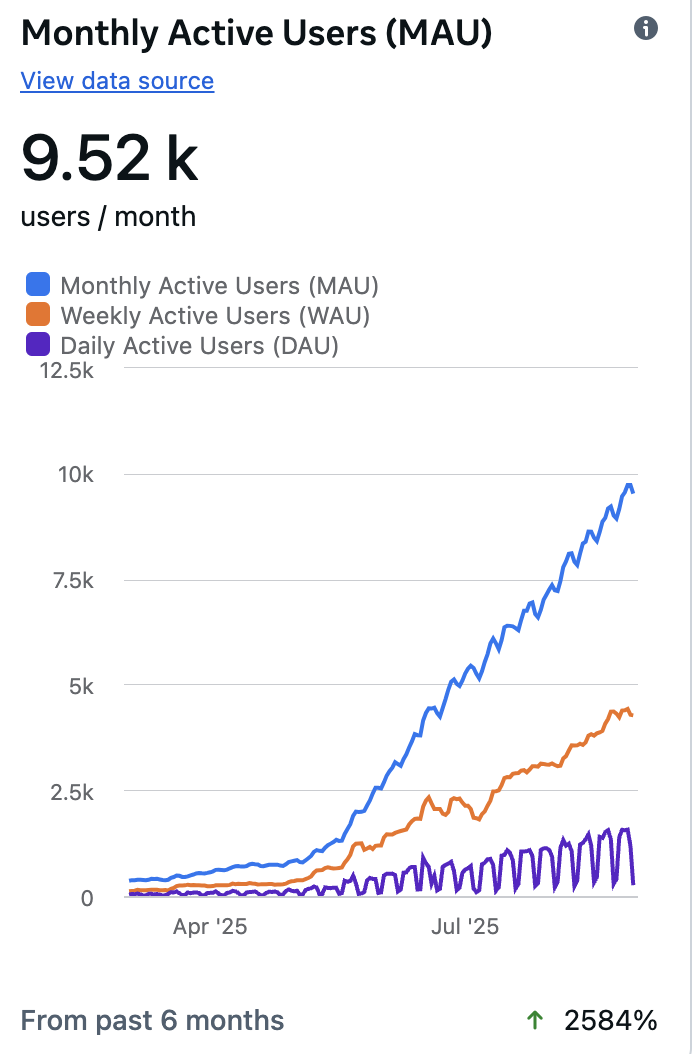 Monthly Active Users (MAU)
View data source
9.52 k
users / month
Monthly Active Users (MAU)
Weekly Active Users (WAU)
Daily Active Users (DAU)
12.5k
10k
7.5k
5k
2.5k
0
Apr '25 Jul '25
From past 6 months ↑ 2584%